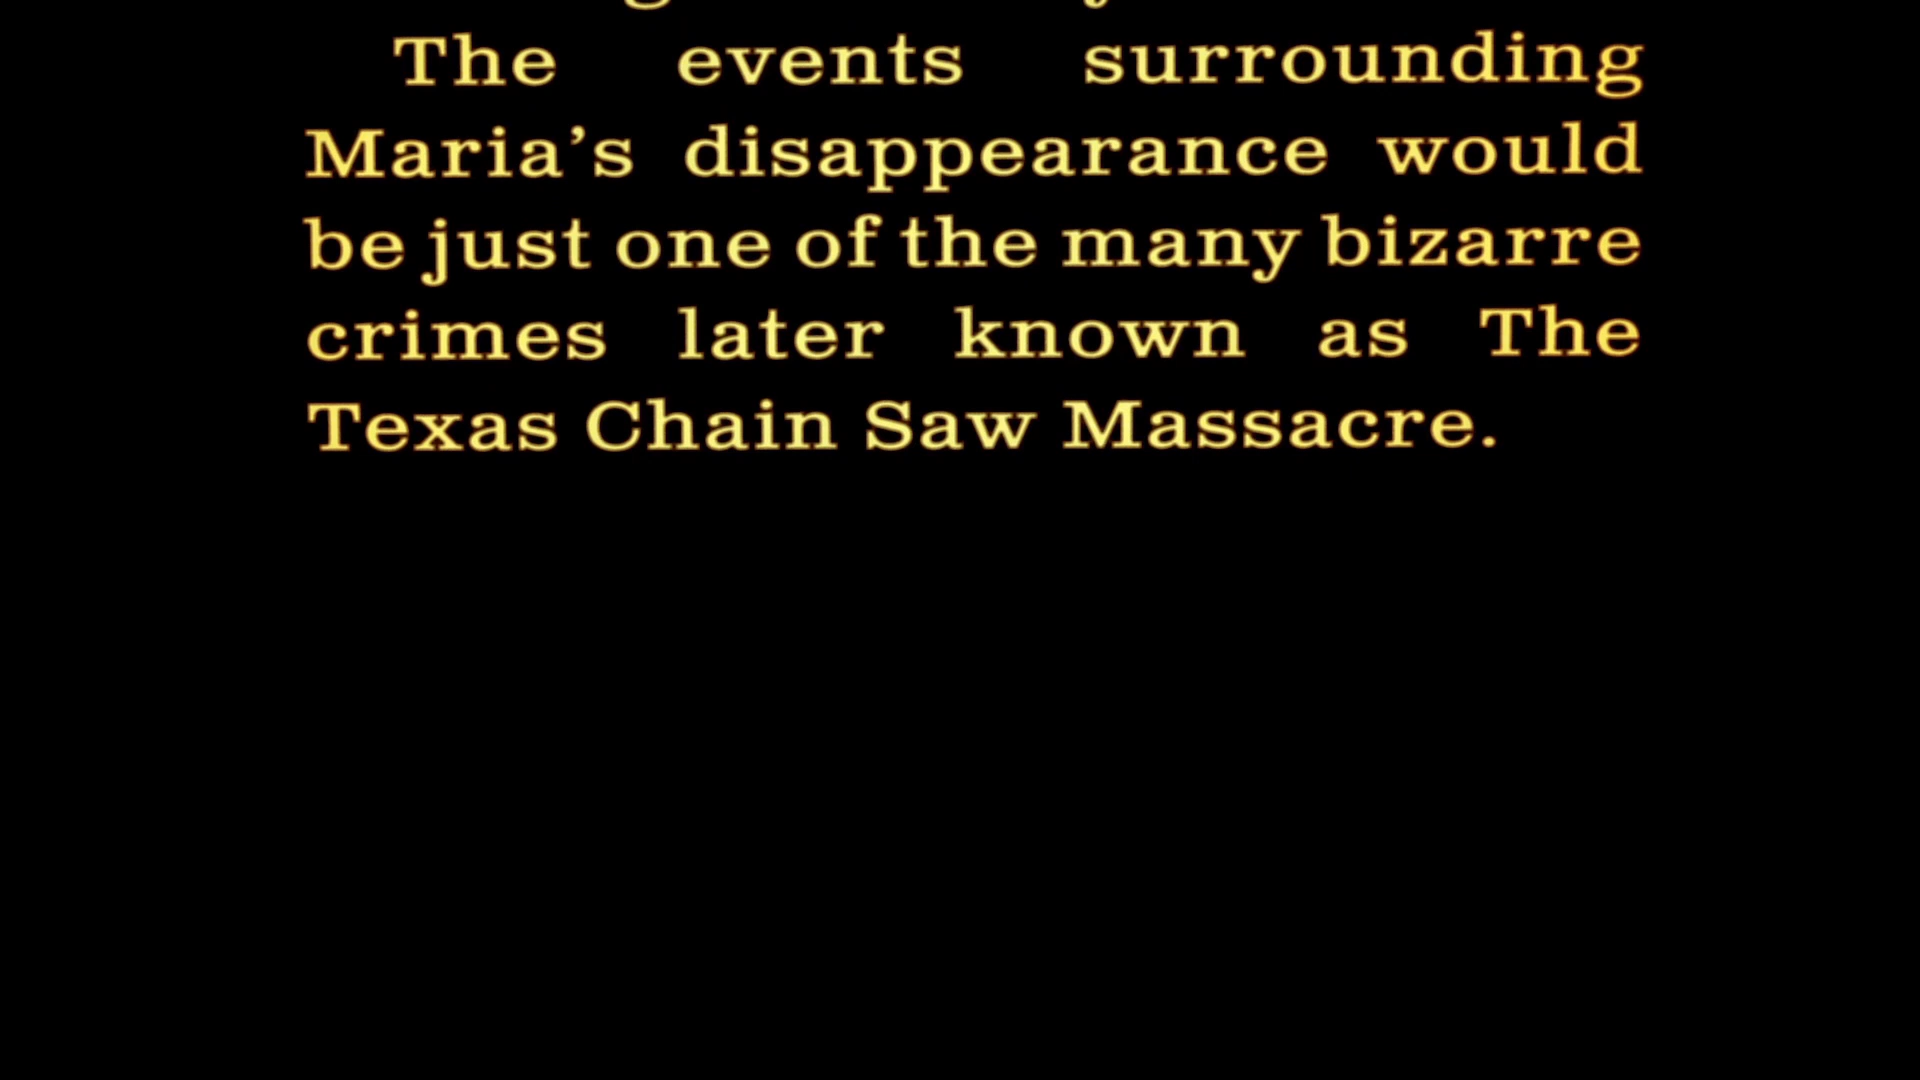 The events surrounding
Maria’s disappearance would
be just one of the many bizarre
crimes later known as The
Texas Chain Saw Massacre.